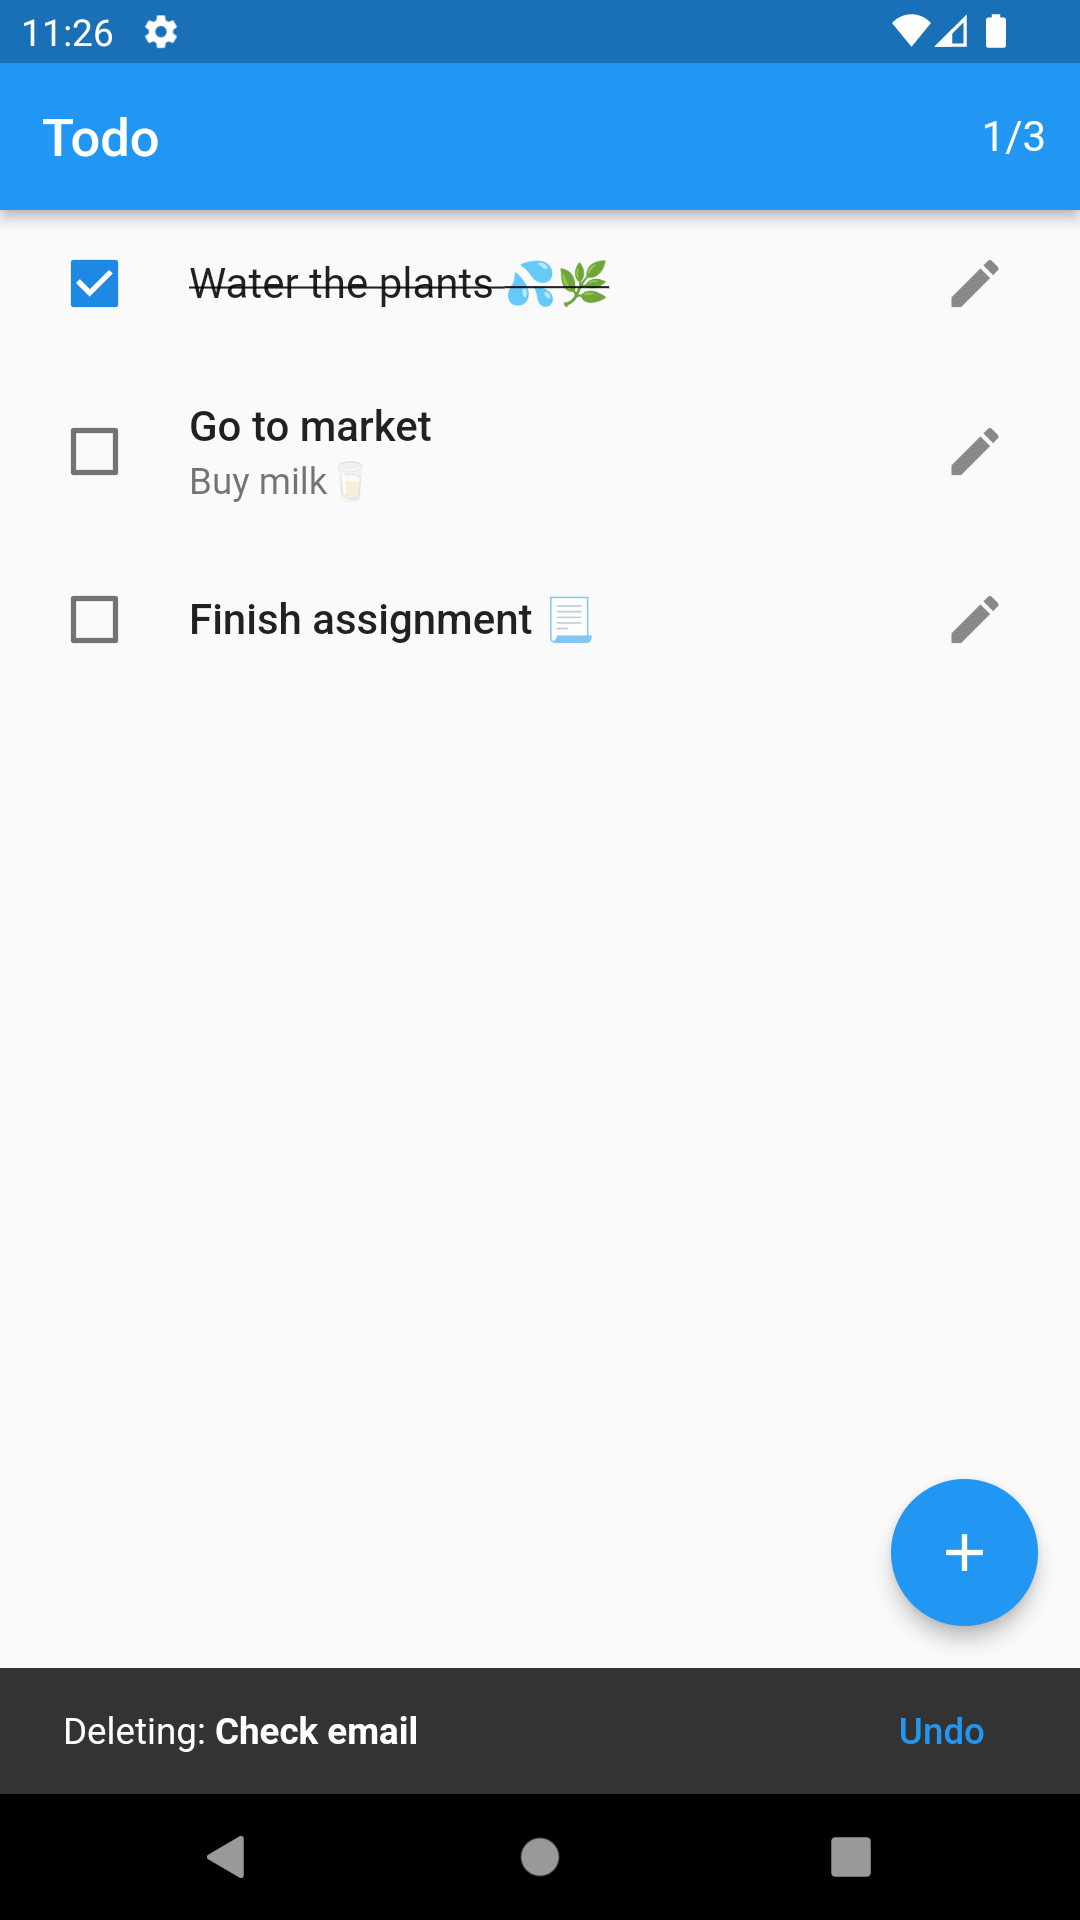 11:26
Todo 1/3
Water the plants 💦🌿
Go to market
Buy milk 🥛
Finish assignment 📃
Deleting: Check email Undo